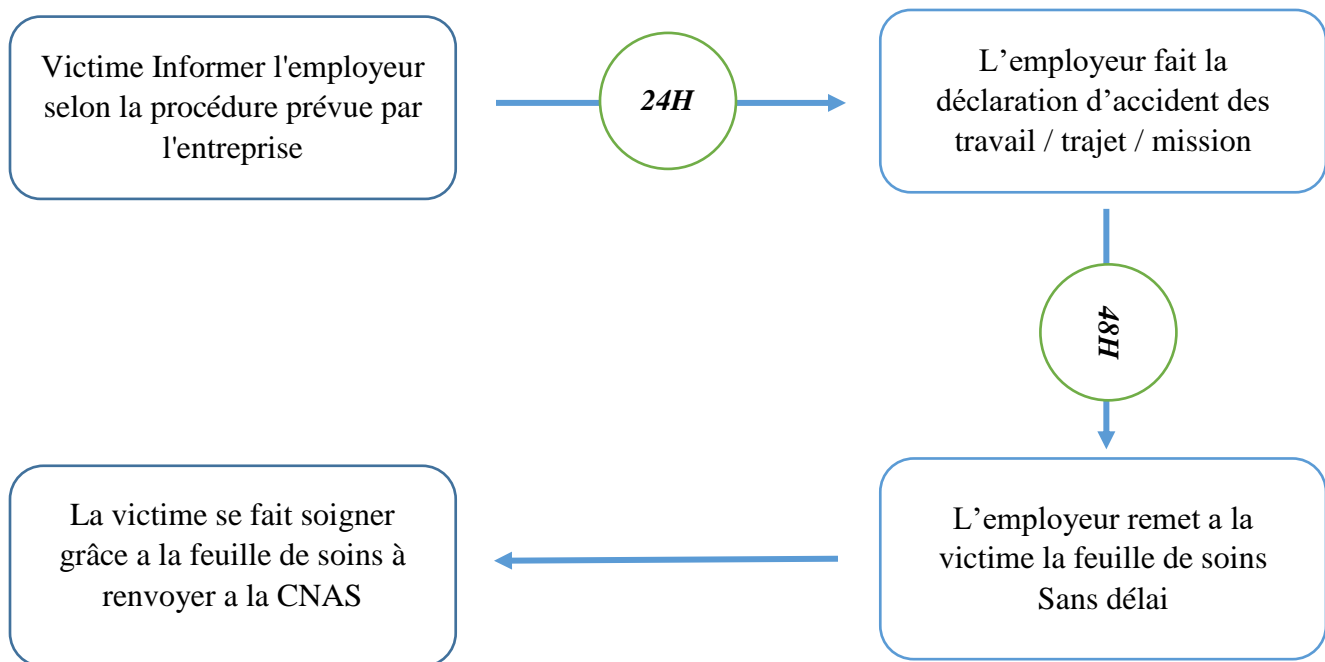 Victime Informer l'employeur
selon la procédure prévue par
l'entreprise
24H
L’employeur fait la
déclaration d’accident des
travail / trajet / mission
48H
L’employeur remet a la
victime la feuille de soins
Sans délai
La victime se fait soigner
grâce a la feuille de soins à
renvoyer a la CNAS